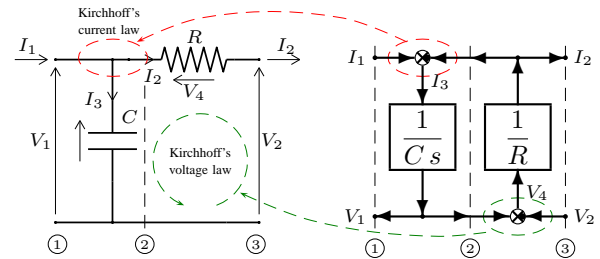 Kirchhoff's
current law
I₁
R
I₂
I₂
V₄
I₃
C
V₁
V₂
Kirchhoff's
voltage law
1
2
3
I₁
I₂
I₃
1
C s
1
R
V₄
V₁
V₂
1
2
3